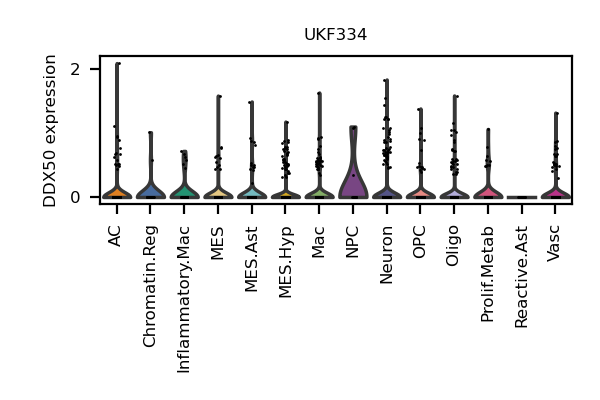 UKF334
DDX50 expression
2
0
AC
Chromatin.Reg
Inflammatory.Mac
MES
MES.Ast
MES.Hyp
Mac
NPC
Neuron
OPC
Oligo
Prolif.Metab
Reactive.Ast
Vasc